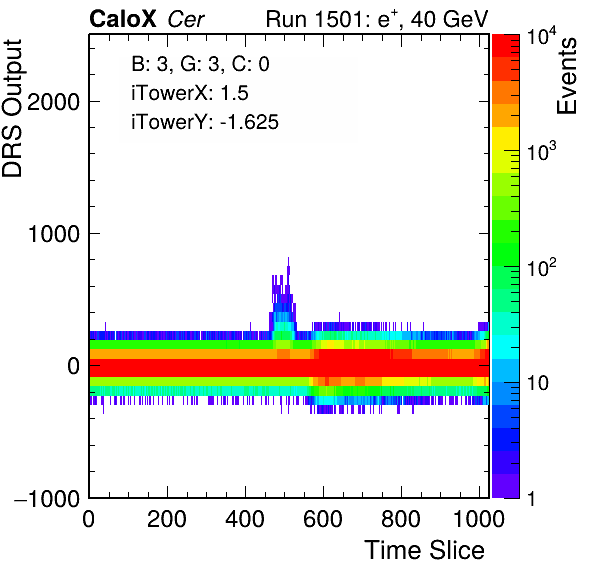 CaloX Cer Run 1501: e⁺, 40 GeV
B: 3, G: 3, C: 0
iTowerX: 1.5
iTowerY: -1.625
DRS Output
2000
1000
0
−1000
0 200 400 600 800 1000
Time Slice
Events
10⁴
10³
10²
10
1